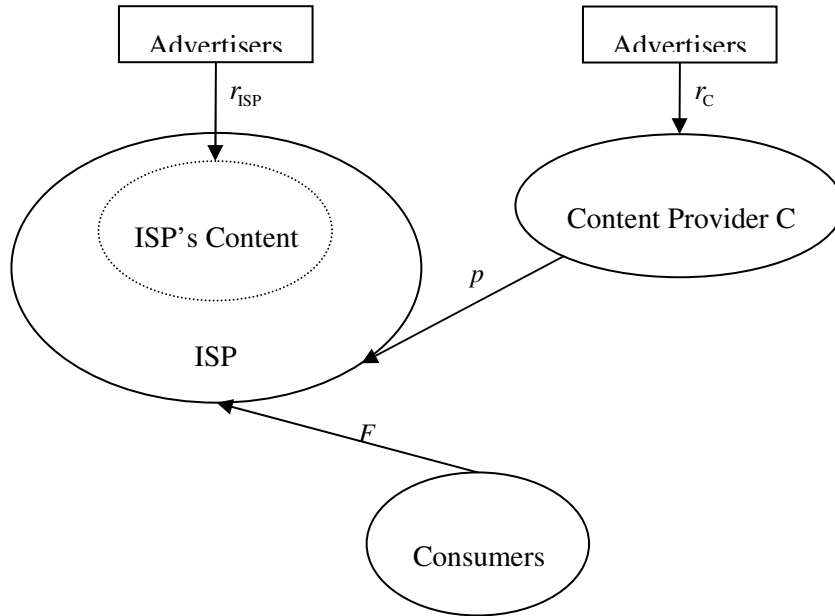 Advertisers
Advertisers
r_ISP
r_C
ISP's Content
Content Provider C
p
ISP
F
Consumers